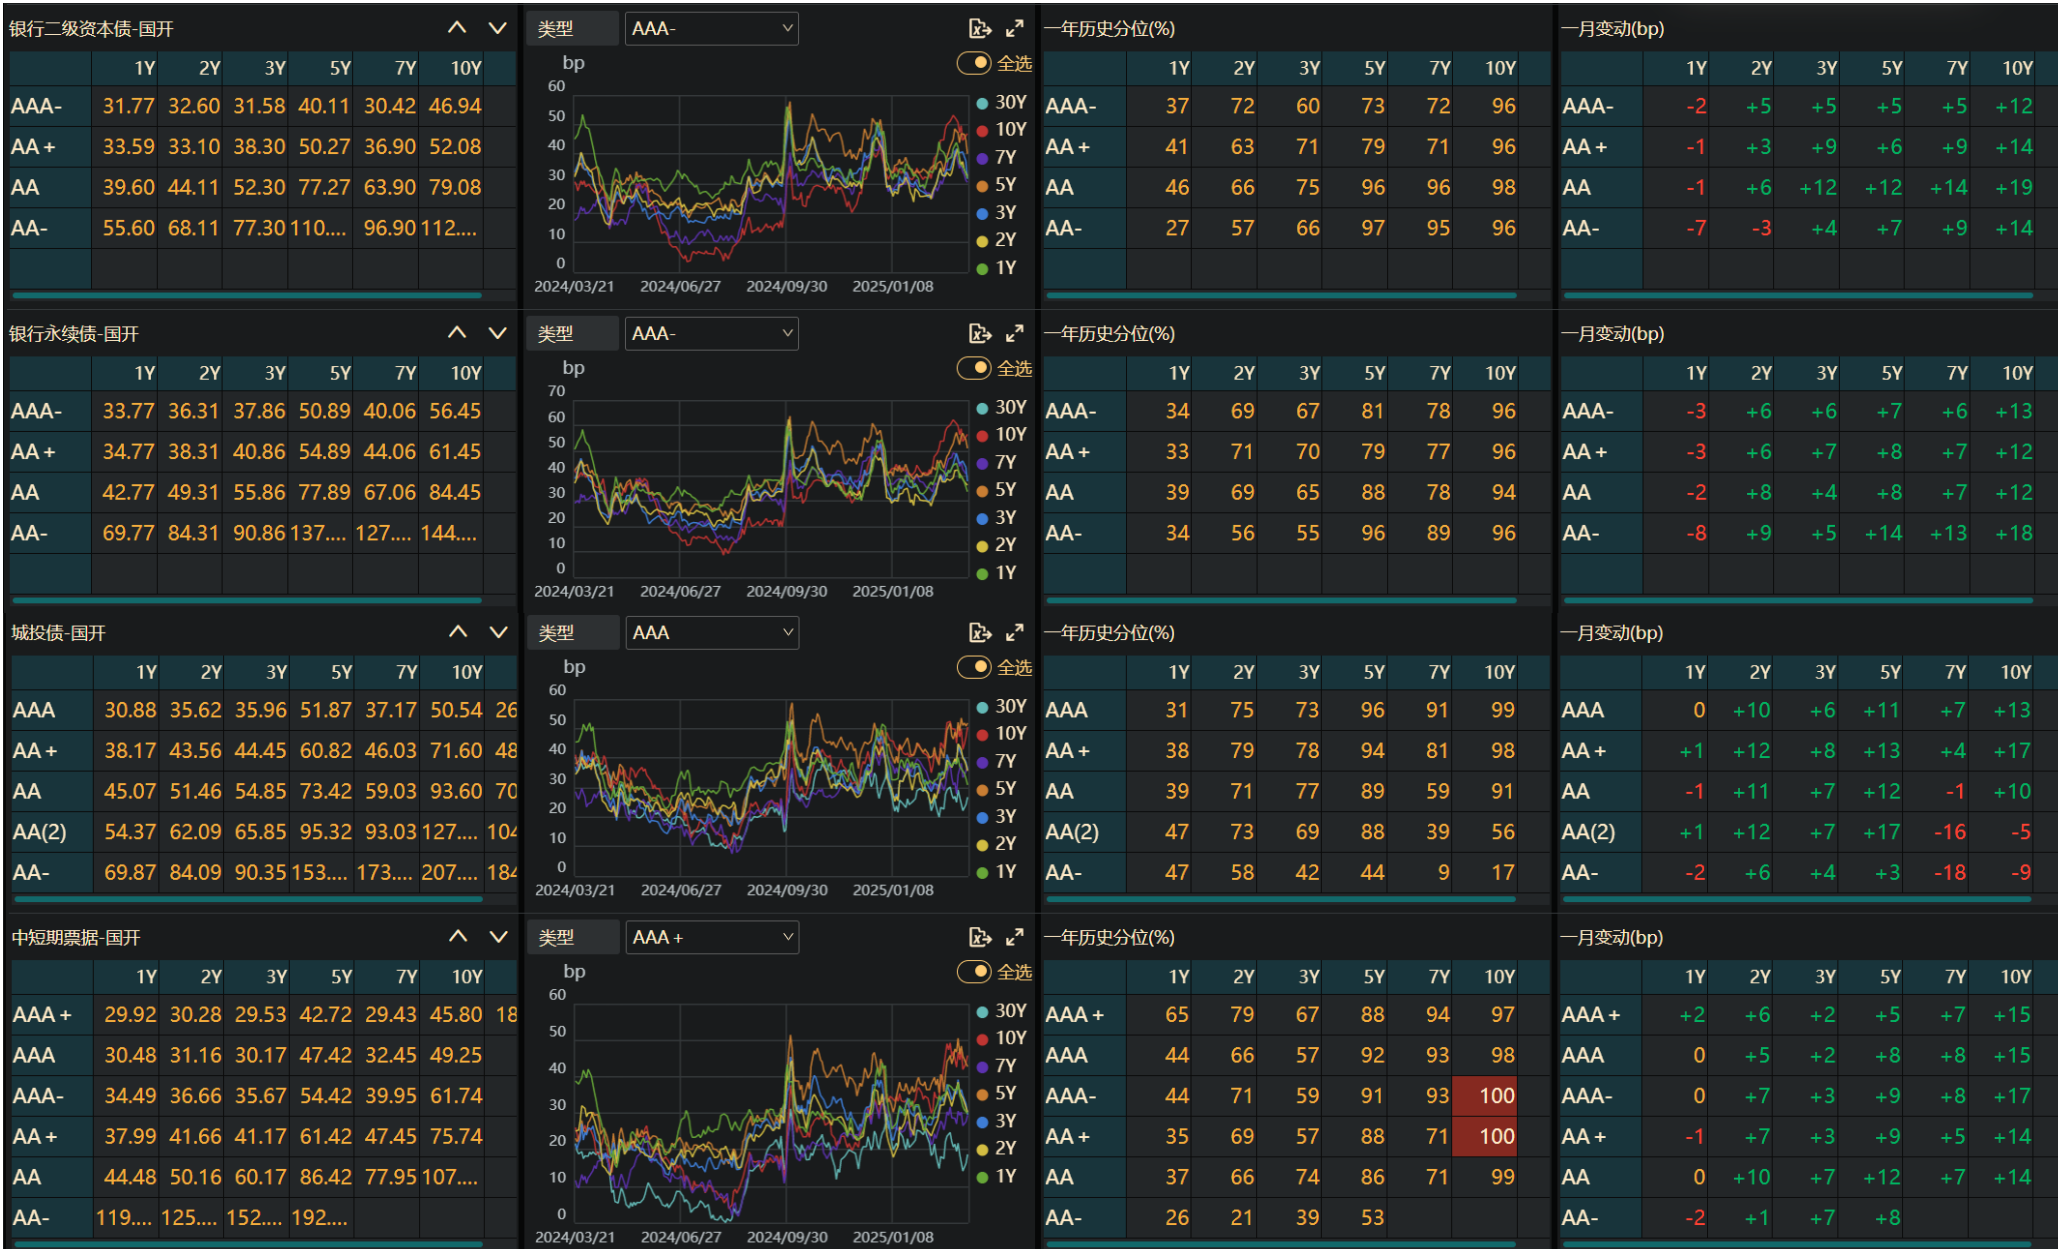 银行二级资本债-国开 类型 AAA- 一年历史分位(%) 一月变动(bp)
1Y 2Y 3Y 5Y 7Y 10Y bp 全选 1Y 2Y 3Y 5Y 7Y 10Y 1Y 2Y 3Y 5Y 7Y 10Y
AAA- 31.77 32.60 31.58 40.11 30.42 46.94 AAA- 37 72 60 73 72 96 AAA- -2 +5 +5 +5 +5 +12
AA+ 33.59 33.10 38.30 50.27 36.90 52.08 AA+ 41 63 71 79 71 96 AA+ -1 +3 +9 +6 +9 +14
AA 39.60 44.11 52.30 77.27 63.90 79.08 AA 46 66 75 96 96 98 AA -1 +6 +12 +12 +14 +19
AA- 55.60 68.11 77.30 110.... 96.90 112.... AA- 27 57 66 97 95 96 AA- -7 -3 +4 +7 +9 +14
60
50
40
30
20
10
0
30Y
10Y
7Y
5Y
3Y
2Y
1Y
2024/03/21 2024/06/27 2024/09/30 2025/01/08
银行永续债-国开 类型 AAA- 一年历史分位(%) 一月变动(bp)
1Y 2Y 3Y 5Y 7Y 10Y bp 全选 1Y 2Y 3Y 5Y 7Y 10Y 1Y 2Y 3Y 5Y 7Y 10Y
AAA- 33.77 36.31 37.86 50.89 40.06 56.45 AAA- 34 69 67 81 78 96 AAA- -3 +6 +6 +7 +6 +13
AA+ 34.77 38.31 40.86 54.89 44.06 61.45 AA+ 33 71 70 79 77 96 AA+ -3 +6 +7 +8 +7 +12
AA 42.77 49.31 55.86 77.89 67.06 84.45 AA 39 69 65 88 78 94 AA -2 +8 +4 +8 +7 +12
AA- 69.77 84.31 90.86 137.... 127.... 144.... AA- 34 56 55 96 89 96 AA- -8 +9 +5 +14 +13 +18
70
60
50
40
30
20
10
0
30Y
10Y
7Y
5Y
3Y
2Y
1Y
2024/03/21 2024/06/27 2024/09/30 2025/01/08
城投债-国开 类型 AAA 一年历史分位(%) 一月变动(bp)
1Y 2Y 3Y 5Y 7Y 10Y bp 全选 1Y 2Y 3Y 5Y 7Y 10Y 1Y 2Y 3Y 5Y 7Y 10Y
AAA 30.88 35.62 35.96 51.87 37.17 50.54 26 AAA 31 75 73 96 91 99 AAA 0 +10 +6 +11 +7 +13
AA+ 38.17 43.56 44.45 60.82 46.03 71.60 48 AA+ 38 79 78 94 81 98 AA+ +1 +12 +8 +13 +4 +17
AA 45.07 51.46 54.85 73.42 59.03 93.60 70 AA 39 71 77 89 59 91 AA -1 +11 +7 +12 -1 +10
AA(2) 54.37 62.09 65.85 95.32 93.03 127.... 104 AA(2) 47 73 69 88 39 56 AA(2) +1 +12 +7 +17 -16 -5
AA- 69.87 84.09 90.35 153.... 173.... 207.... 184 AA- 47 58 42 44 9 17 AA- -2 +6 +4 +3 -18 -9
60
50
40
30
20
10
0
30Y
10Y
7Y
5Y
3Y
2Y
1Y
2024/03/21 2024/06/27 2024/09/30 2025/01/08
中短期票据-国开 类型 AAA+ 一年历史分位(%) 一月变动(bp)
1Y 2Y 3Y 5Y 7Y 10Y bp 全选 1Y 2Y 3Y 5Y 7Y 10Y 1Y 2Y 3Y 5Y 7Y 10Y
AAA+ 29.92 30.28 29.53 42.72 29.43 45.80 18 AAA+ 65 79 67 88 94 97 AAA+ +2 +6 +2 +5 +7 +15
AAA 30.48 31.16 30.17 47.42 32.45 49.25 AAA 44 66 57 92 93 98 AAA 0 +5 +2 +8 +8 +15
AAA- 34.49 36.66 35.67 54.42 39.95 61.74 AAA- 44 71 59 91 93 100 AAA- 0 +7 +3 +9 +8 +17
AA+ 37.99 41.66 41.17 61.42 47.45 75.74 AA+ 35 69 57 88 71 100 AA+ -1 +7 +3 +9 +5 +14
AA 44.48 50.16 60.17 86.42 77.95 107.... AA 37 66 74 86 71 99 AA 0 +10 +7 +12 +7 +14
AA- 119.... 125.... 152.... 192.... AA- 26 21 39 53 AA- -2 +1 +7 +8
60
50
40
30
20
10
0
30Y
10Y
7Y
5Y
3Y
2Y
1Y
2024/03/21 2024/06/27 2024/09/30 2025/01/08